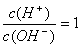 c(H⁺)/c(OH⁻) = 1